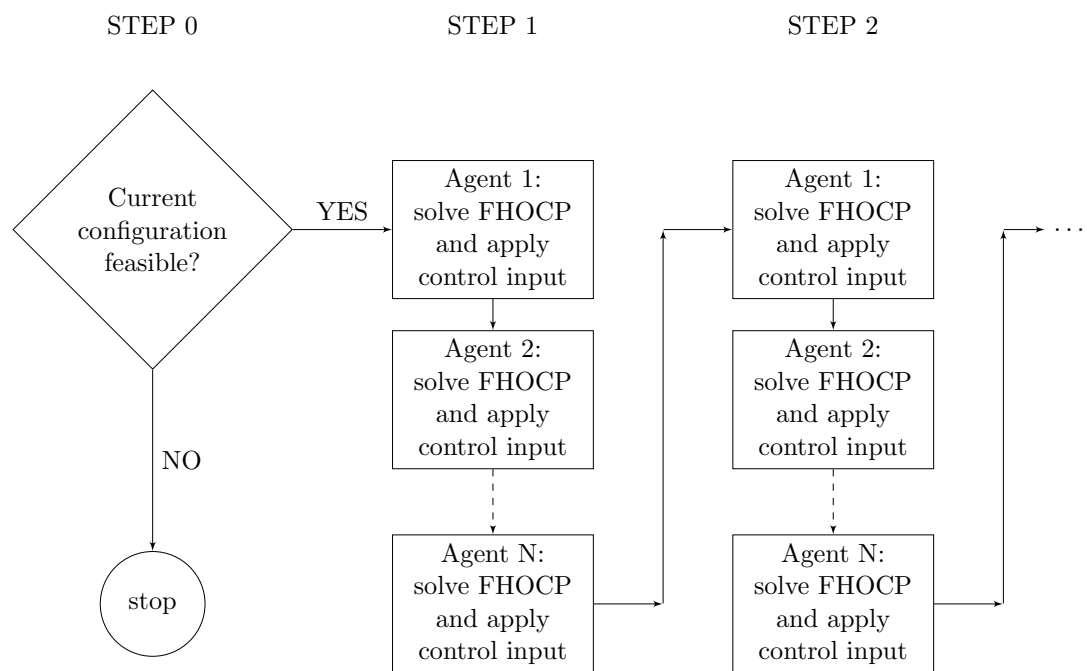 STEP 0
STEP 1
STEP 2
Current
configuration
feasible?
YES
NO
stop
Agent 1:
solve FHOCP
and apply
control input
Agent 2:
solve FHOCP
and apply
control input
Agent N:
solve FHOCP
and apply
control input
Agent 1:
solve FHOCP
and apply
control input
Agent 2:
solve FHOCP
and apply
control input
Agent N:
solve FHOCP
and apply
control input
...